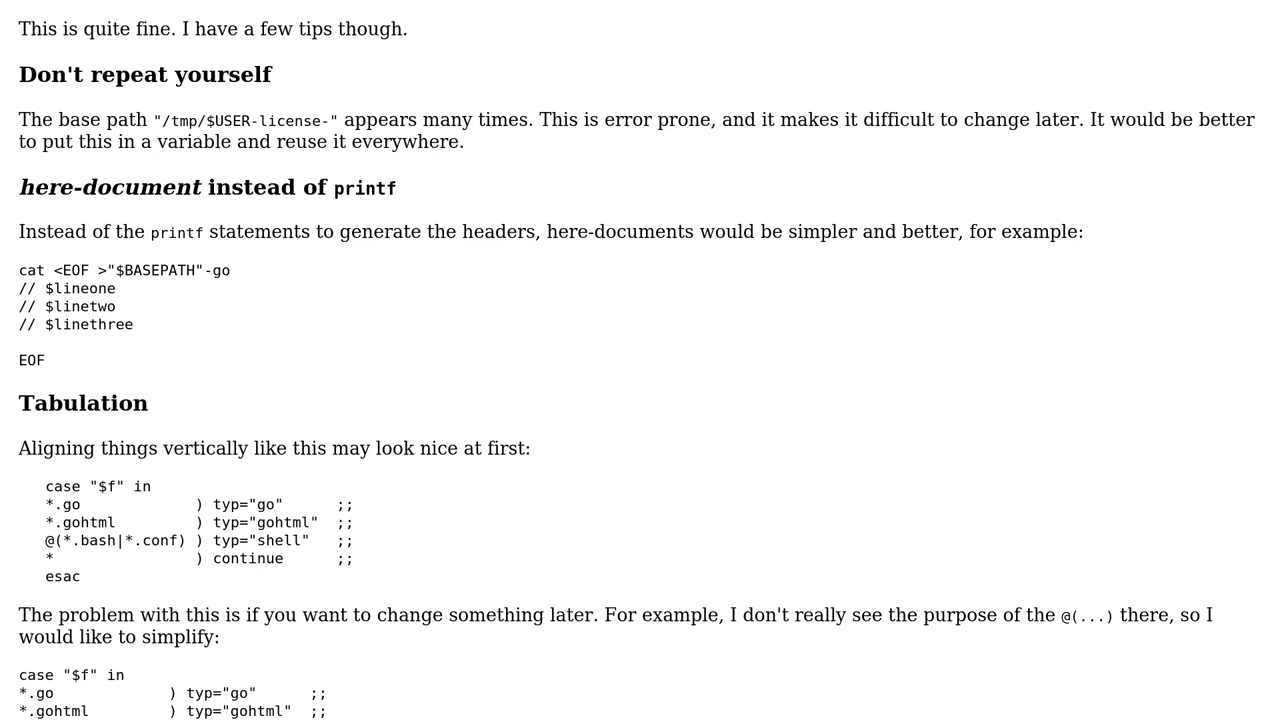 This is quite fine. I have a few tips though.
Don't repeat yourself
The base path "/tmp/$USER-license-" appears many times. This is error prone, and it makes it difficult to change later. It would be better
to put this in a variable and reuse it everywhere.
here-document instead of printf
Instead of the printf statements to generate the headers, here-documents would be simpler and better, for example:
cat <EOF >"$BASEPATH"-go
// $lineone
// $linetwo
// $linethree

EOF
Tabulation
Aligning things vertically like this may look nice at first:
   case "$f" in
   *.go             ) typ="go"      ;;
   *.gohtml         ) typ="gohtml"  ;;
   @(*.bash|*.conf) ) typ="shell"   ;;
   *                ) continue      ;;
   esac
The problem with this is if you want to change something later. For example, I don't really see the purpose of the @(...) there, so I
would like to simplify:
case "$f" in
*.go             ) typ="go"      ;;
*.gohtml         ) typ="gohtml"  ;;